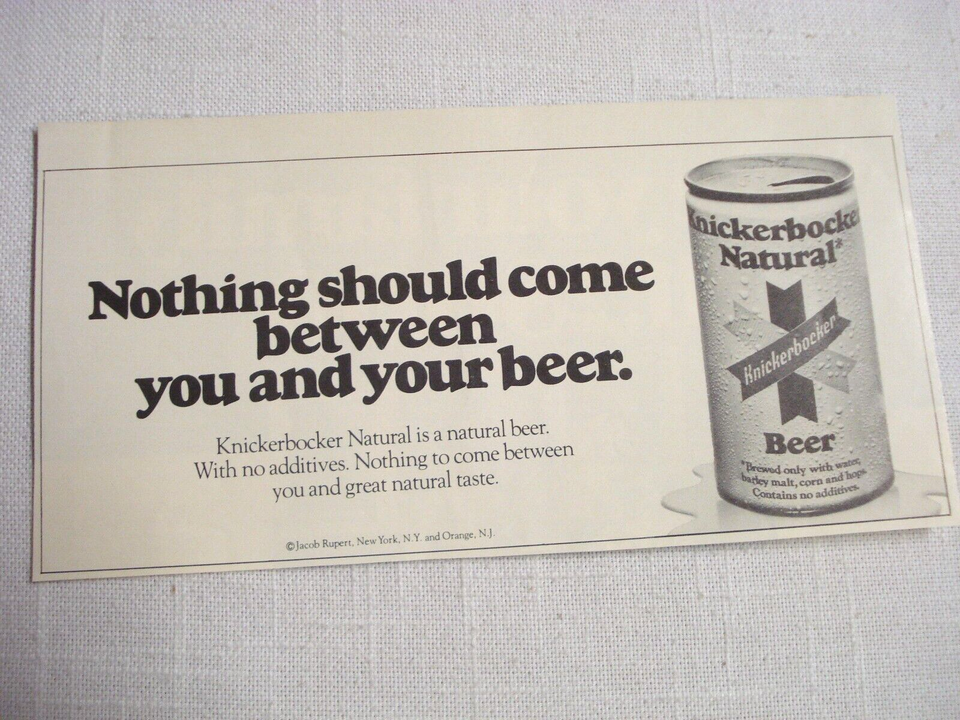 Nothing should come
between
you and your beer.
Knickerbocker Natural is a natural beer.
With no additives. Nothing to come between
you and great natural taste.
©Jacob Rupert, New York, N.Y. and Orange, N.J.
Knickerbocke
Natural*
Knickerbocker
Beer
*Brewed only with water,
barley malt, corn and hops.
Contains no additives.